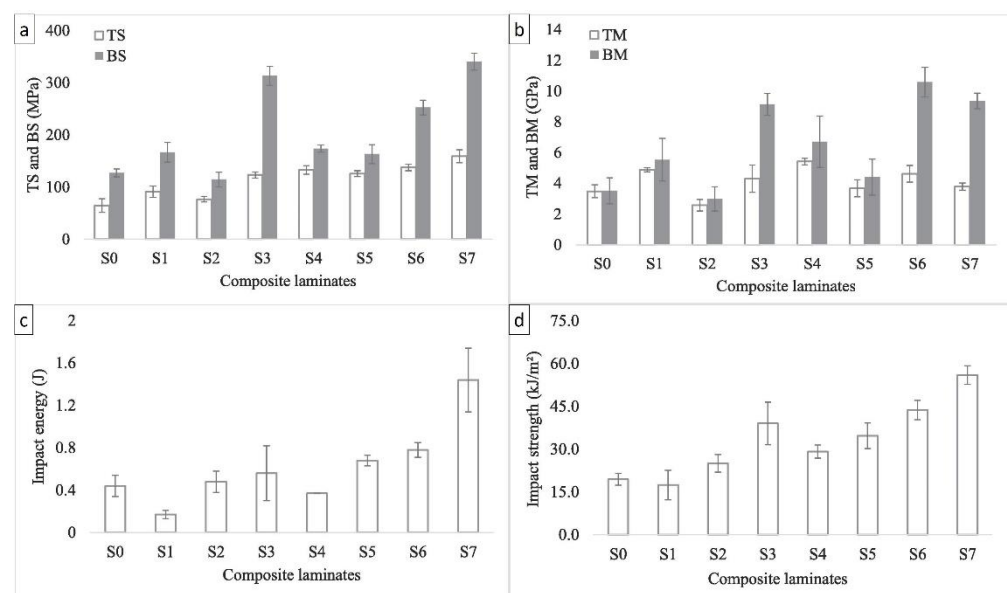 a
TS
BS
TS and BS (MPa)
400
300
200
100
0
S0 S1 S2 S3 S4 S5 S6 S7
Composite laminates
b
TM
BM
TM and BM (GPa)
14
12
10
8
6
4
2
0
S0 S1 S2 S3 S4 S5 S6 S7
Composite laminates
c
Impact energy (J)
2
1.6
1.2
0.8
0.4
0
S0 S1 S2 S3 S4 S5 S6 S7
Composite laminates
d
Impact strength (kJ/m²)
75.0
60.0
45.0
30.0
15.0
0.0
S0 S1 S2 S3 S4 S5 S6 S7
Composite laminates